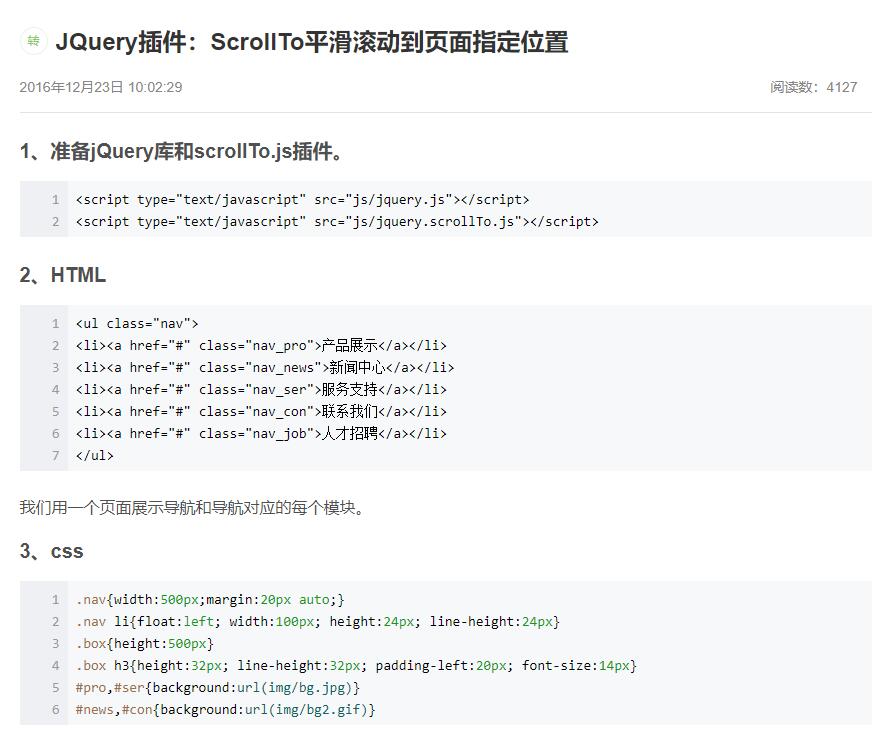 转 JQuery插件：ScrollTo平滑滚动到页面指定位置
2016年12月23日 10:02:29 阅读数：4127
1、准备jQuery库和scrollTo.js插件。
1 <script type="text/javascript" src="js/jquery.js"></script>
2 <script type="text/javascript" src="js/jquery.scrollTo.js"></script>
2、HTML
1 <ul class="nav">
2 <li><a href="#" class="nav_pro">产品展示</a></li>
3 <li><a href="#" class="nav_news">新闻中心</a></li>
4 <li><a href="#" class="nav_ser">服务支持</a></li>
5 <li><a href="#" class="nav_con">联系我们</a></li>
6 <li><a href="#" class="nav_job">人才招聘</a></li>
7 </ul>
我们用一个页面展示导航和导航对应的每个模块。
3、css
1 .nav{width:500px;margin:20px auto;}
2 .nav li{float:left; width:100px; height:24px; line-height:24px}
3 .box{height:500px}
4 .box h3{height:32px; line-height:32px; padding-left:20px; font-size:14px}
5 #pro,#ser{background:url(img/bg.jpg)}
6 #news,#con{background:url(img/bg2.gif)}